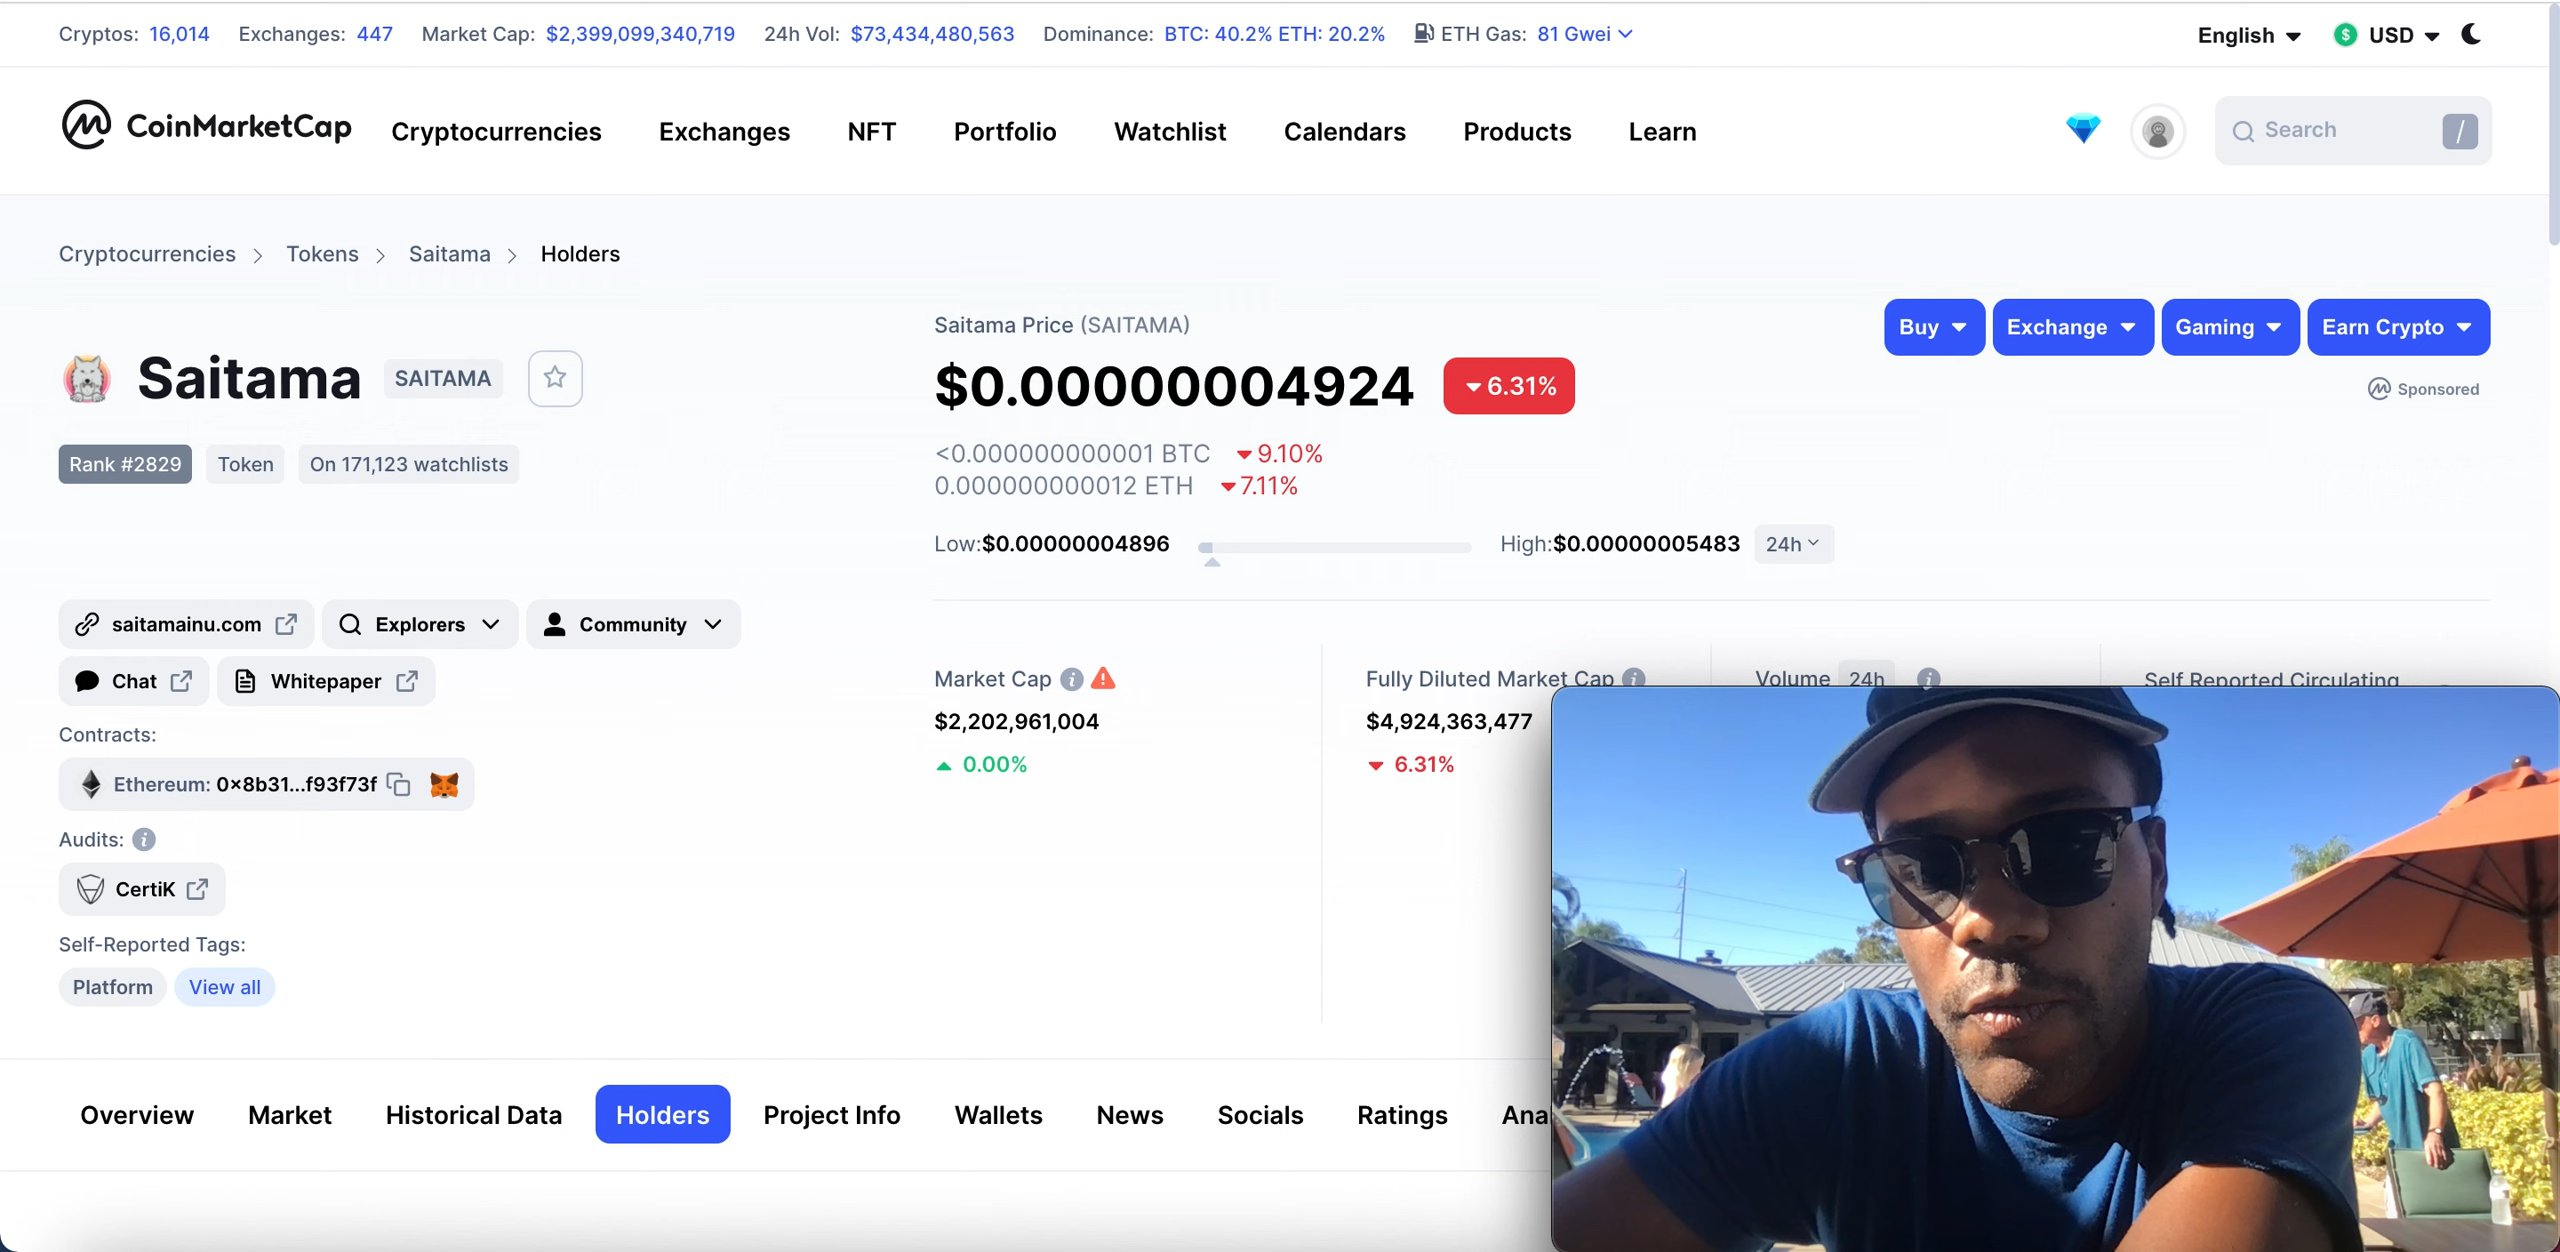 Cryptos: 16,014 Exchanges: 447 Market Cap: $2,399,099,340,719 24h Vol: $73,434,480,563 Dominance: BTC: 40.2% ETH: 20.2% ETH Gas: 81 Gwei English USD
CoinMarketCap Cryptocurrencies Exchanges NFT Portfolio Watchlist Calendars Products Learn Search /
Cryptocurrencies > Tokens > Saitama > Holders
Saitama SAITAMA
Rank #2829 Token On 171,123 watchlists
Saitama Price (SAITAMA)
$0.00000004924 6.31%
<0.000000000001 BTC 9.10%
0.000000000012 ETH 7.11%
Low:$0.00000004896 High:$0.00000005483 24h
Buy Exchange Gaming Earn Crypto
Sponsored
saitamainu.com Explorers Community
Chat Whitepaper
Contracts:
Ethereum: 0x8b31...f93f73f
Audits:
CertiK
Self-Reported Tags:
Platform View all
Market Cap
$2,202,961,004
0.00%
Fully Diluted Market Cap
$4,924,363,477
6.31%
Volume 24h
Self Reported Circulating
Overview Market Historical Data Holders Project Info Wallets News Socials Ratings Ana